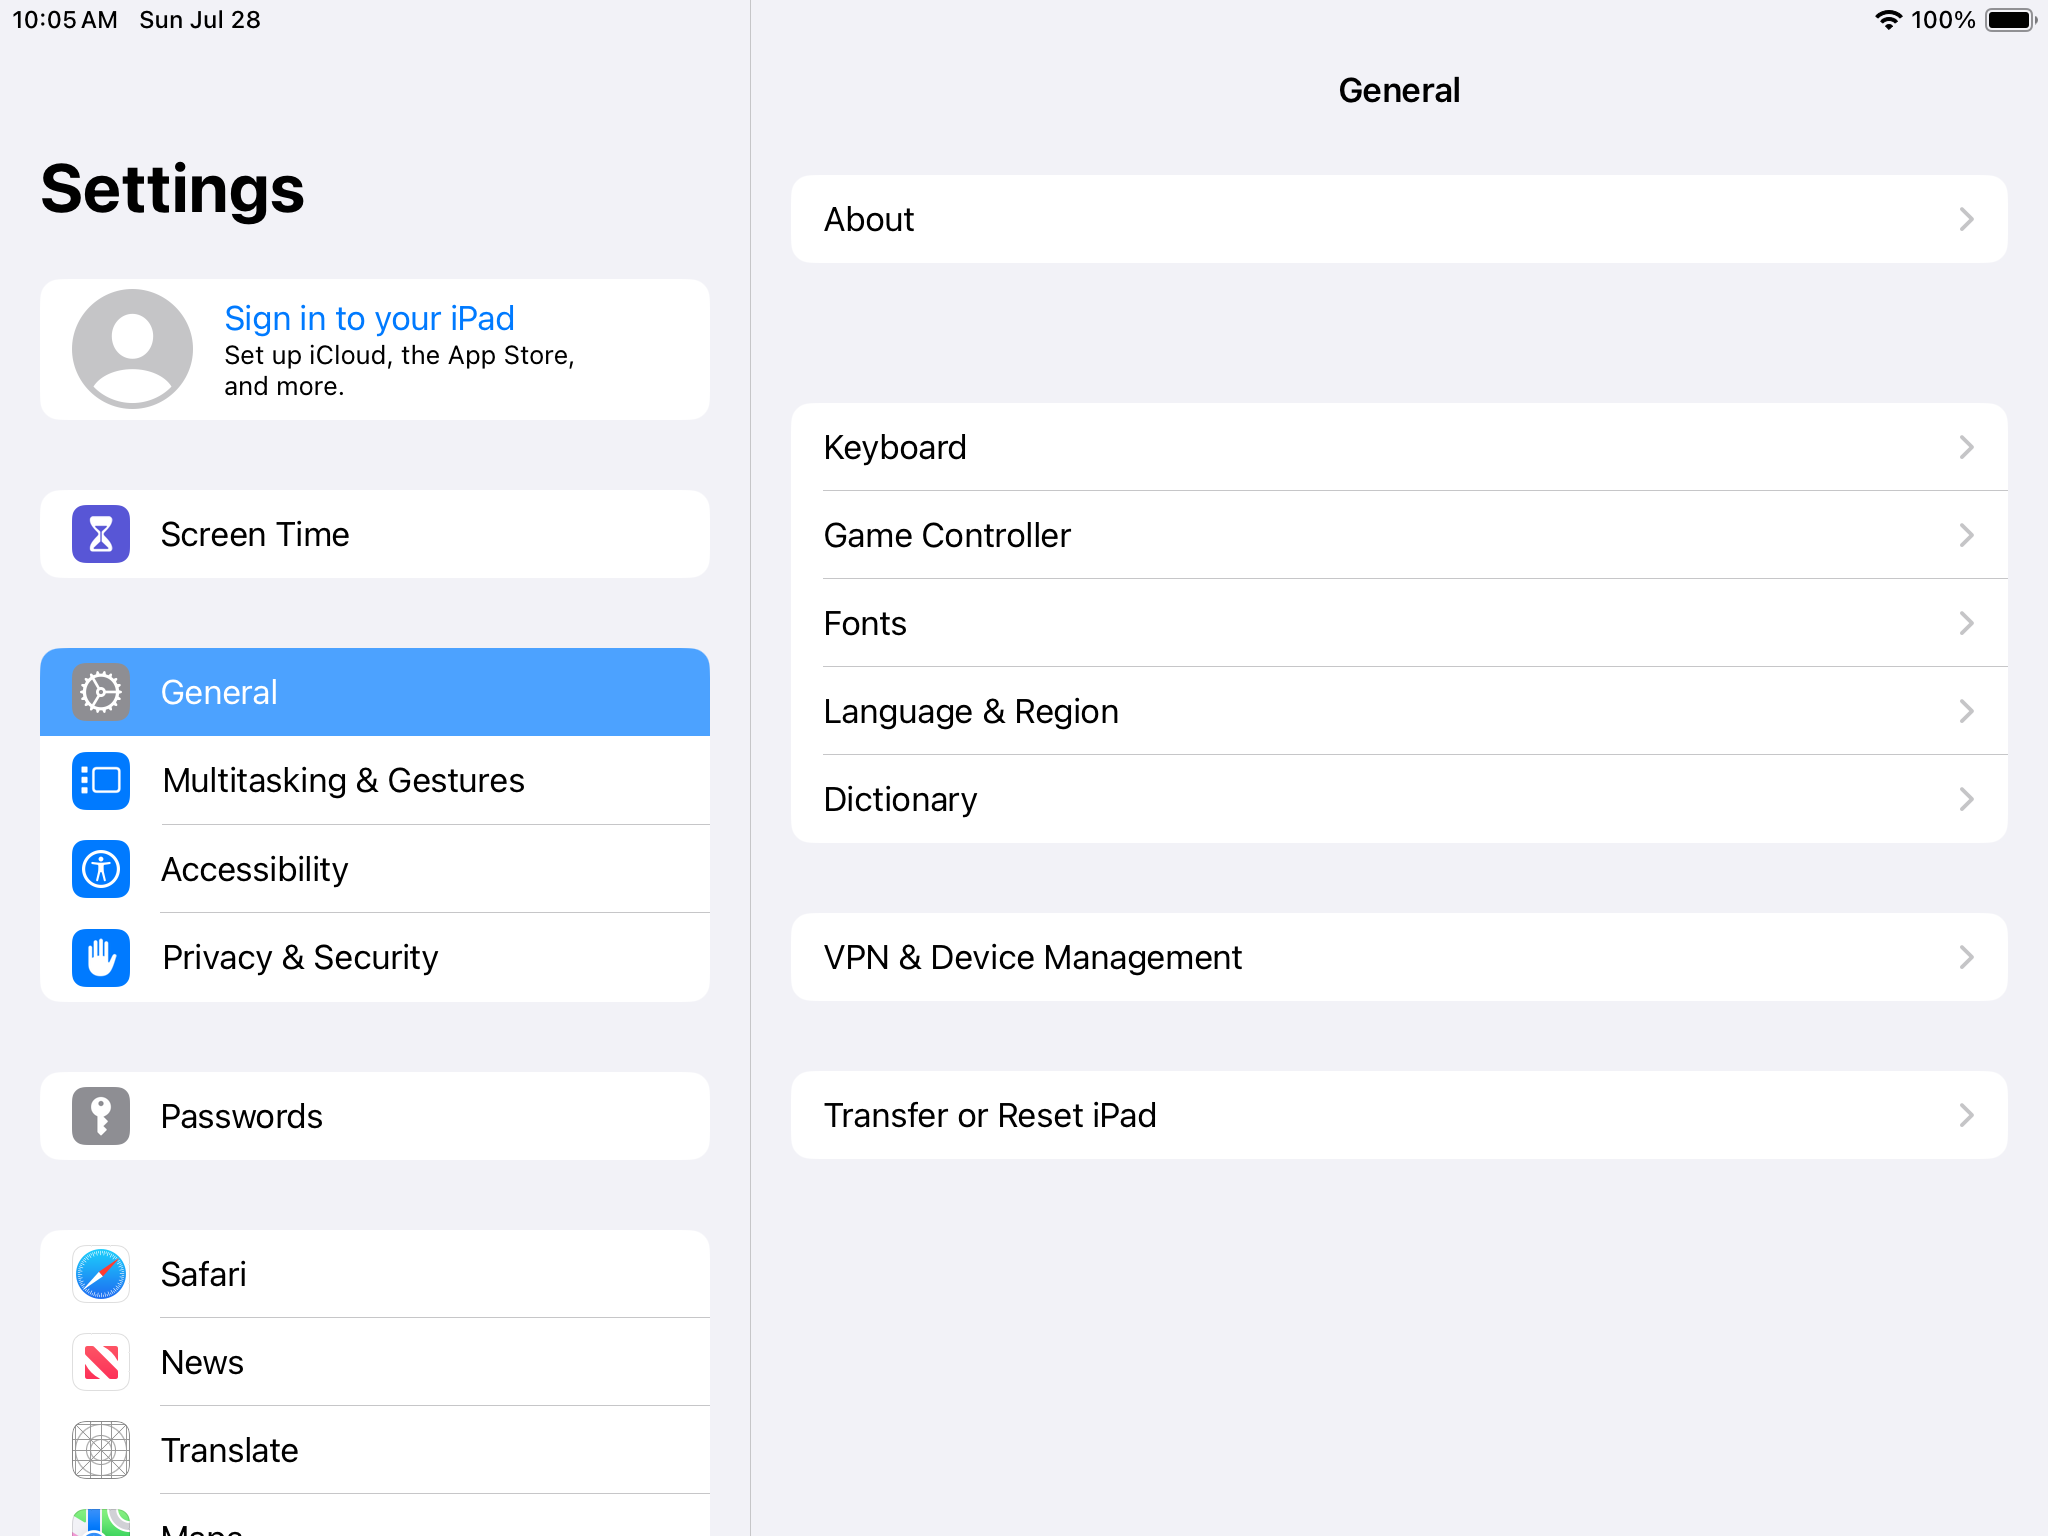 10:05 AM Sun Jul 28
100%
Settings
Sign in to your iPad
Set up iCloud, the App Store,
and more.
Screen Time
General
Multitasking & Gestures
Accessibility
Privacy & Security
Passwords
Safari
News
Translate
Maps
General
About
Keyboard
Game Controller
Fonts
Language & Region
Dictionary
VPN & Device Management
Transfer or Reset iPad